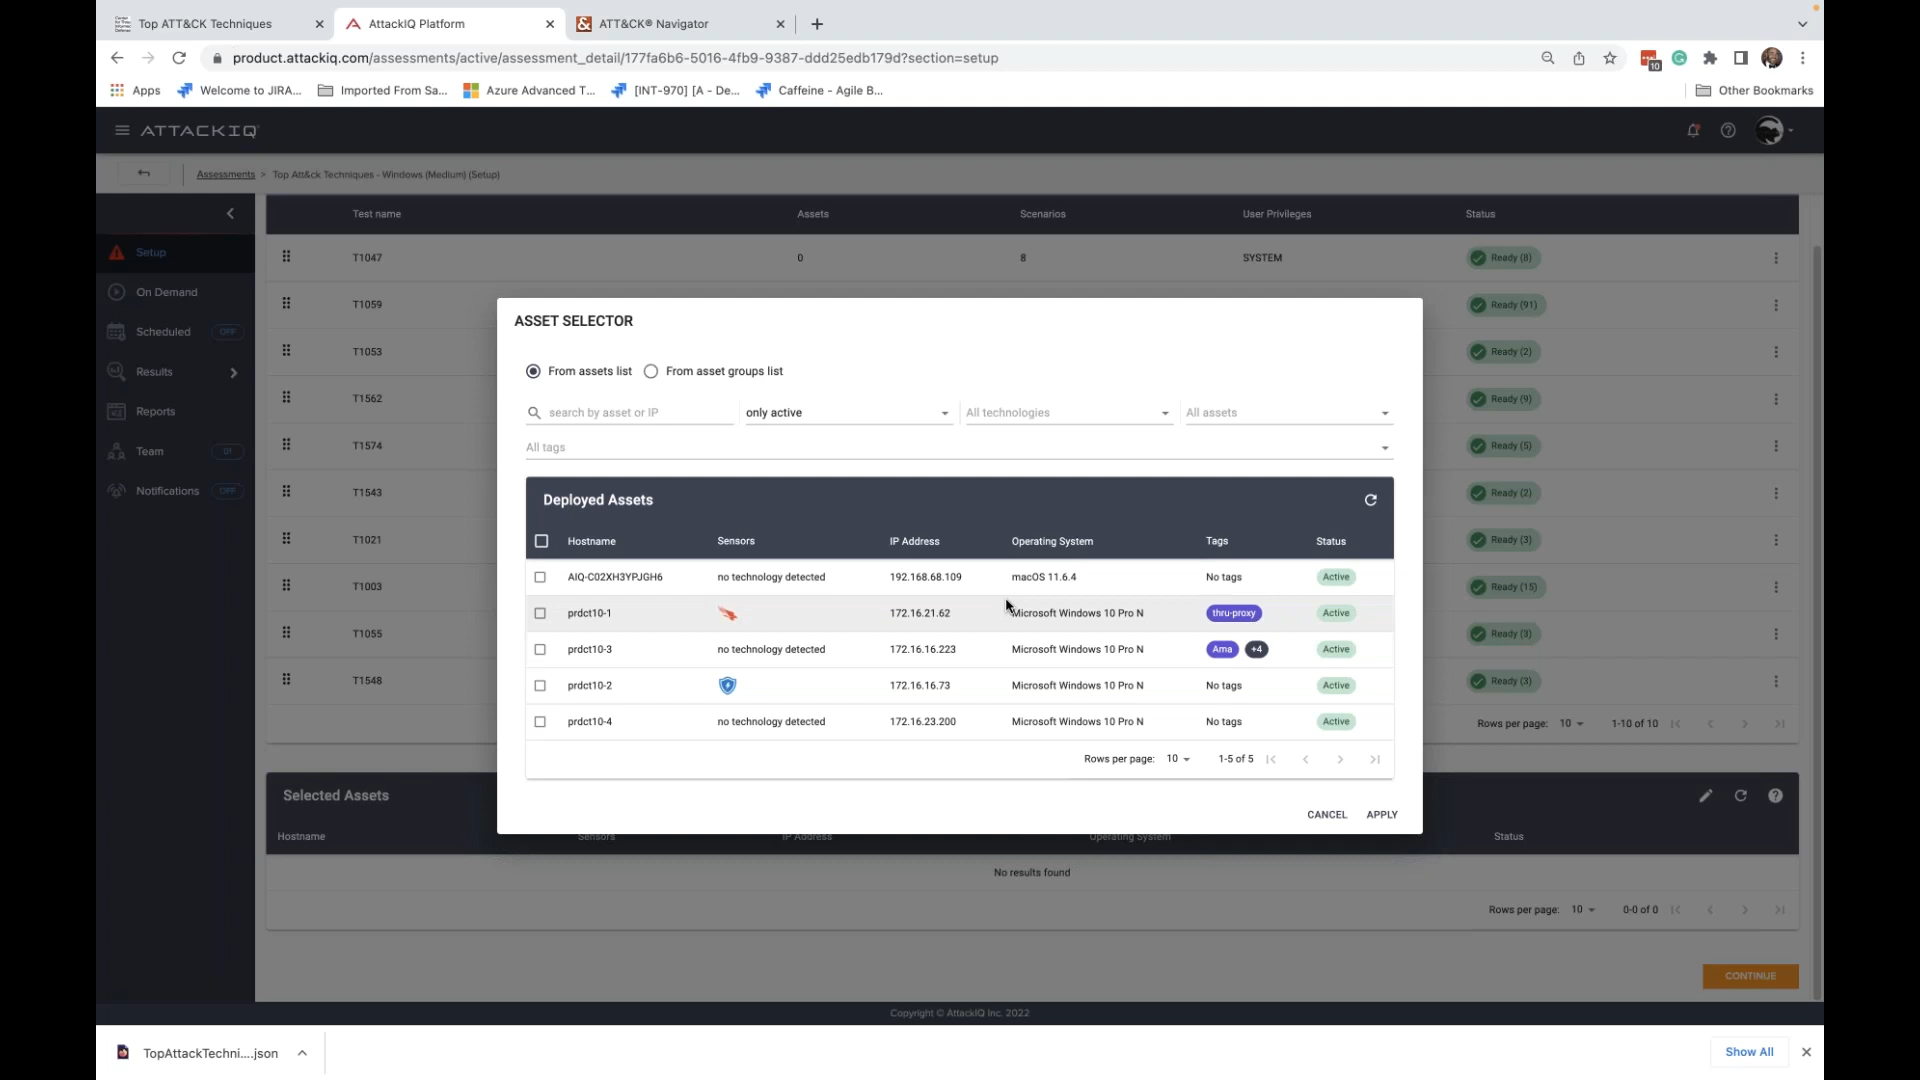 Top ATT&CK Techniques
AttackIQ Platform
ATT&CK® Navigator
product.attackiq.com/assessments/active/assessment_detail/177fa6b6-5016-4fb9-9387-ddd25edb179d?section=setup
10
Apps
Welcome to JIRA...
Imported From Sa...
Azure Advanced T...
[INT-970] [A - De...
Caffeine - Agile B...
Other Bookmarks
ATTACKIQ
Assessments > Top Att&ck Techniques - Windows (Medium) (Setup)
Setup
On Demand
Scheduled OFF
Results
Reports
Team 01
Notifications OFF
Test name Assets Scenarios User Privileges Status
T1047 0 8 SYSTEM Ready (8)
T1059 Ready (91)
T1053 Ready (2)
T1562 Ready (9)
T1574 Ready (5)
T1543 Ready (2)
T1021 Ready (3)
T1003 Ready (15)
T1055 Ready (3)
T1548 Ready (3)
Rows per page: 10 1-10 of 10
ASSET SELECTOR
From assets list From asset groups list
search by asset or IP only active All technologies All assets
All tags
Deployed Assets
Hostname Sensors IP Address Operating System Tags Status
AIQ-C02XH3YPJGH6 no technology detected 192.168.68.109 macOS 11.6.4 No tags Active
prdct10-1 172.16.21.62 Microsoft Windows 10 Pro N thru-proxy Active
prdct10-3 no technology detected 172.16.16.223 Microsoft Windows 10 Pro N Ama +4 Active
prdct10-2 172.16.16.73 Microsoft Windows 10 Pro N No tags Active
prdct10-4 no technology detected 172.16.23.200 Microsoft Windows 10 Pro N No tags Active
Rows per page: 10 1-5 of 5
CANCEL APPLY
Selected Assets
Hostname Sensors IP Address Operating System Status
No results found
Rows per page: 10 0-0 of 0
CONTINUE
Copyright © AttackIQ Inc. 2022
TopAttackTechni....json
Show All